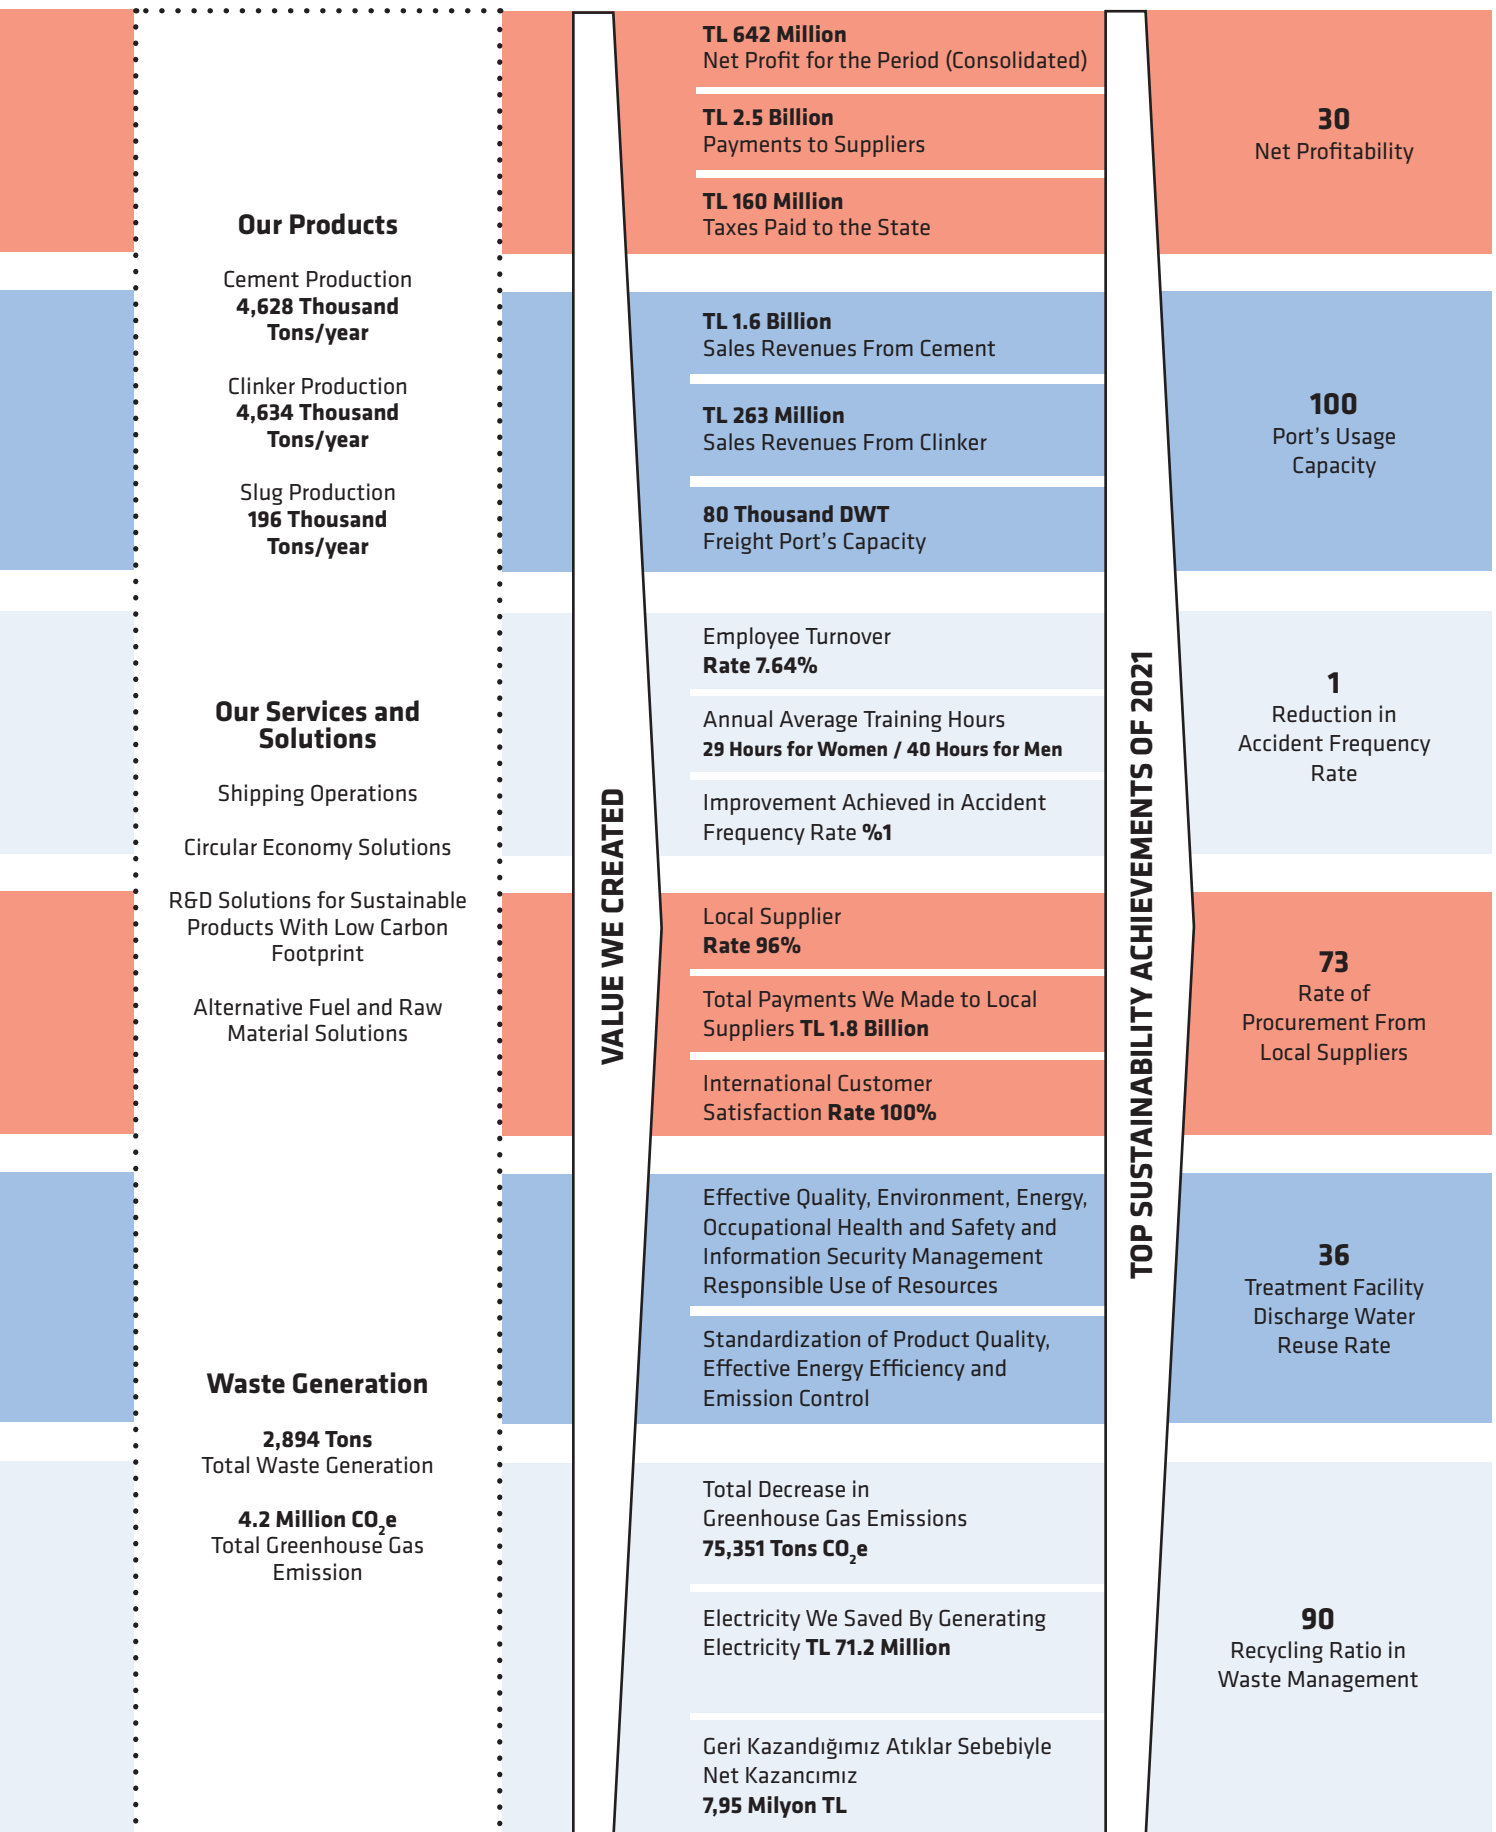 Our Products
Cement Production
4,628 Thousand
Tons/year
Clinker Production
4,634 Thousand
Tons/year
Slug Production
196 Thousand
Tons/year
Our Services and
Solutions
Shipping Operations
Circular Economy Solutions
R&D Solutions for Sustainable
Products With Low Carbon
Footprint
Alternative Fuel and Raw
Material Solutions
Waste Generation
2,894 Tons
Total Waste Generation
4.2 Million CO2e
Total Greenhouse Gas
Emission
VALUE WE CREATED
TL 642 Million
Net Profit for the Period (Consolidated)
TL 2.5 Billion
Payments to Suppliers
TL 160 Million
Taxes Paid to the State
TL 1.6 Billion
Sales Revenues From Cement
TL 263 Million
Sales Revenues From Clinker
80 Thousand DWT
Freight Port's Capacity
Employee Turnover
Rate 7.64%
Annual Average Training Hours
29 Hours for Women / 40 Hours for Men
Improvement Achieved in Accident
Frequency Rate %1
Local Supplier
Rate 96%
Total Payments We Made to Local
Suppliers TL 1.8 Billion
International Customer
Satisfaction Rate 100%
Effective Quality, Environment, Energy,
Occupational Health and Safety and
Information Security Management
Responsible Use of Resources
Standardization of Product Quality,
Effective Energy Efficiency and
Emission Control
Total Decrease in
Greenhouse Gas Emissions
75,351 Tons CO2e
Electricity We Saved By Generating
Electricity TL 71.2 Million
Geri Kazandığımız Atıklar Sebebiyle
Net Kazancımız
7,95 Milyon TL
TOP SUSTAINABILITY ACHIEVEMENTS OF 2021
30
Net Profitability
100
Port's Usage
Capacity
1
Reduction in
Accident Frequency
Rate
73
Rate of
Procurement From
Local Suppliers
36
Treatment Facility
Discharge Water
Reuse Rate
90
Recycling Ratio in
Waste Management